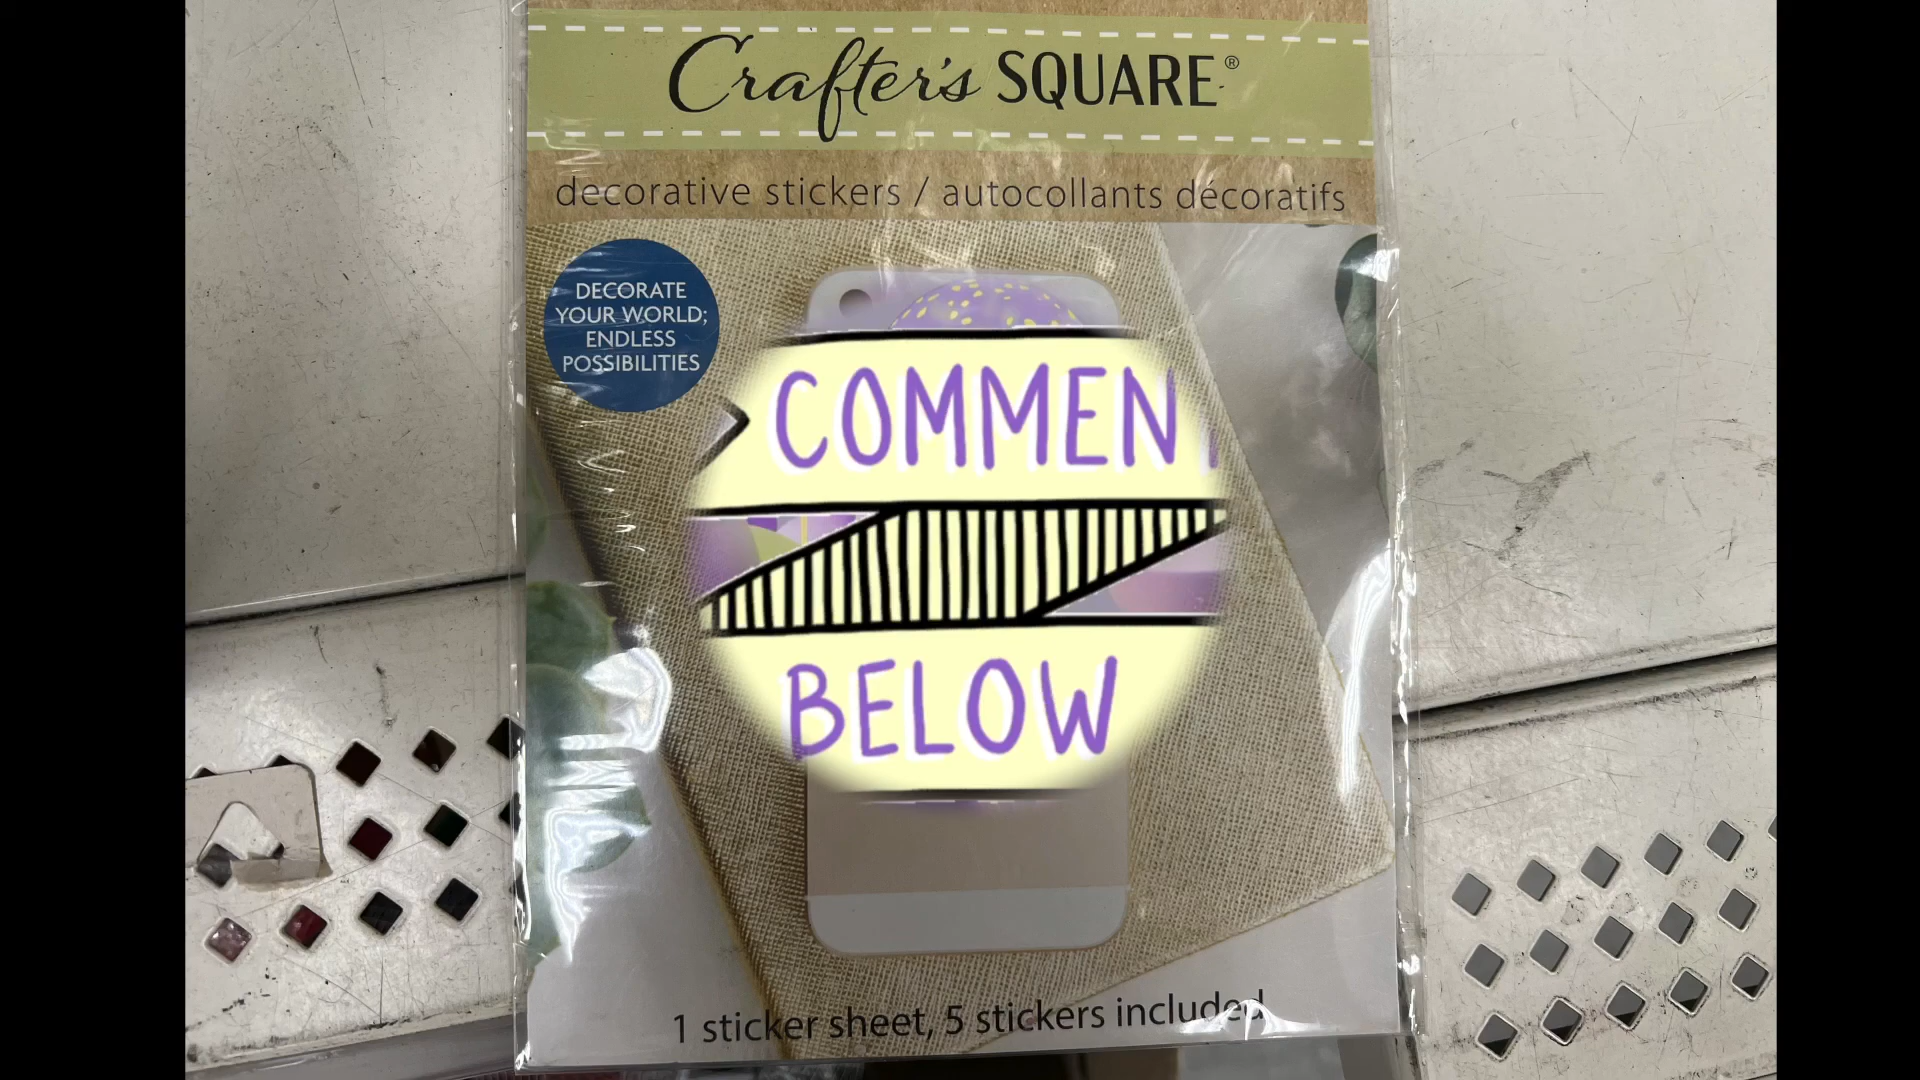 Crafter's SQUARE®
decorative stickers / autocollants décoratifs
DECORATE
YOUR WORLD;
ENDLESS
POSSIBILITIES
COMMEN
BELOW
1 sticker sheet, 5 stickers included